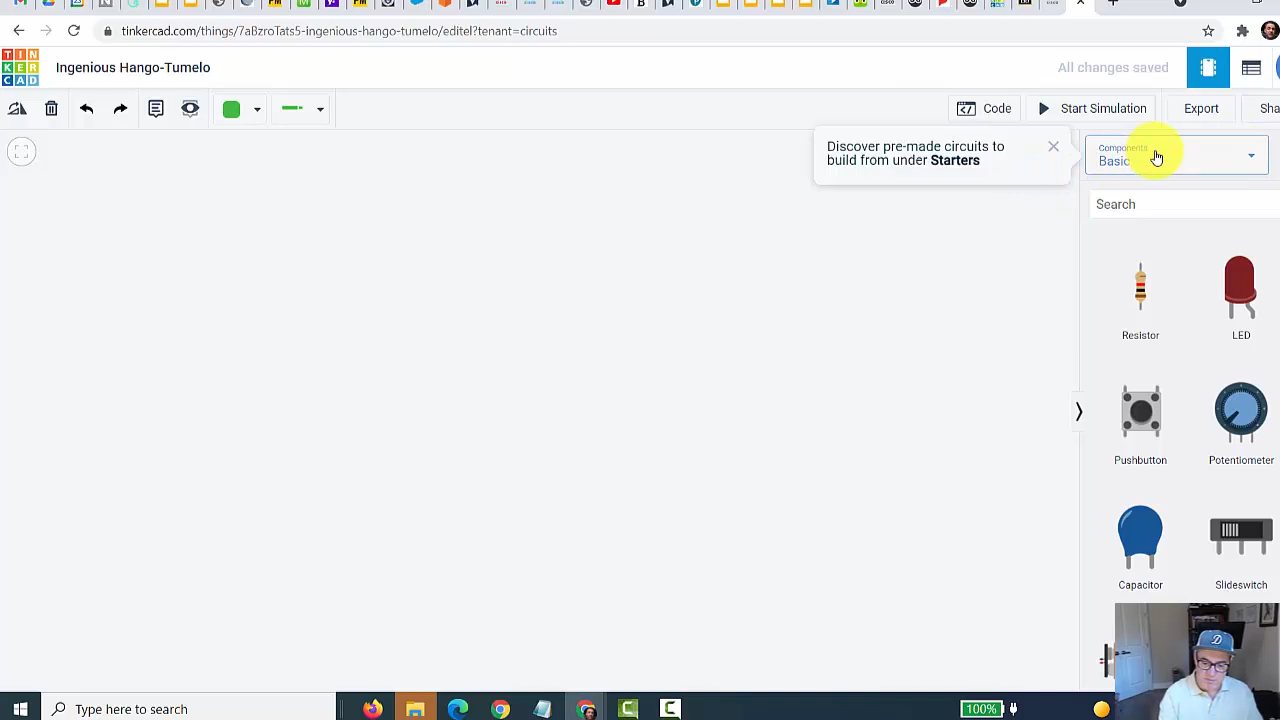 tinkercad.com/things/7aBzroTats5-ingenious-hango-tumelo/editel?tenant=circuits
TIN
KER
CAD
Ingenious Hango-Tumelo
All changes saved
Code
Start Simulation
Export
Sha
Discover pre-made circuits to
build from under Starters
Components
Basic
Search
Resistor
LED
Pushbutton
Potentiometer
Capacitor
Slideswitch
Type here to search
100%